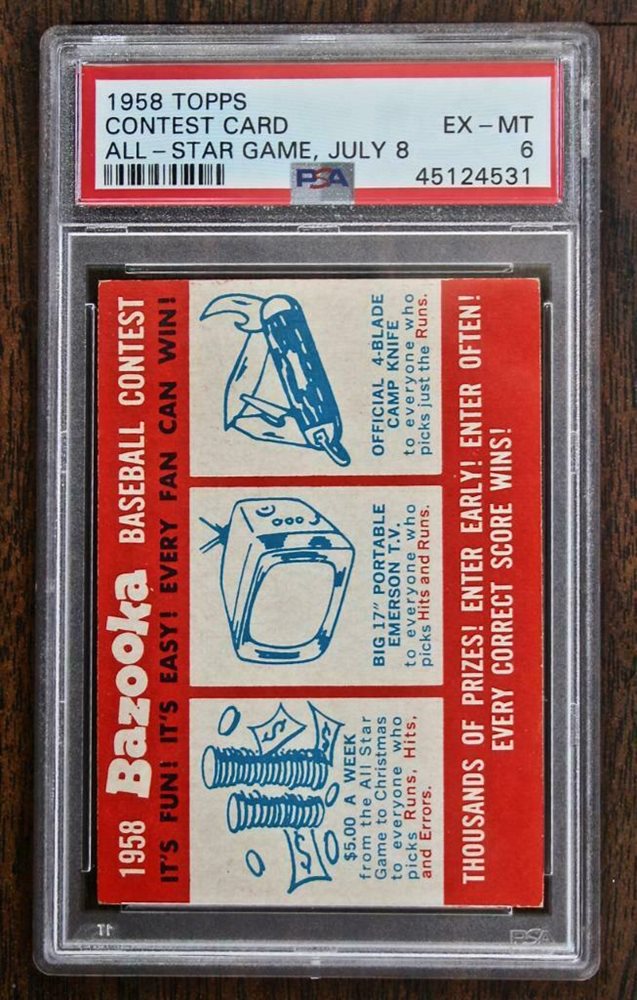 1958 TOPPS
CONTEST CARD EX-MT
ALL-STAR GAME, JULY 8 6
PSA 45124531
1958 Bazooka BASEBALL CONTEST
IT'S FUN! IT'S EASY! EVERY FAN CAN WIN!
$5.00 A WEEK
from the All Star
Game to Christmas
to everyone who
picks Runs, Hits,
and Errors.
BIG 17" PORTABLE
EMERSON T.V.
to everyone who
picks Hits and Runs.
OFFICIAL 4-BLADE
CAMP KNIFE
to everyone who
picks just the Runs.
THOUSANDS OF PRIZES! ENTER EARLY! ENTER OFTEN!
EVERY CORRECT SCORE WINS!
PSA